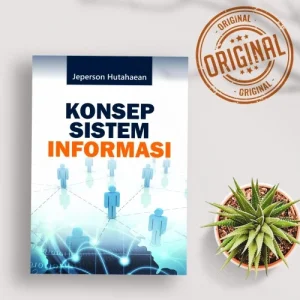 Jeperson Hutahaean
KONSEP
SISTEM
INFORMASI
ORIGINAL
ORIGINAL
ORIGINAL